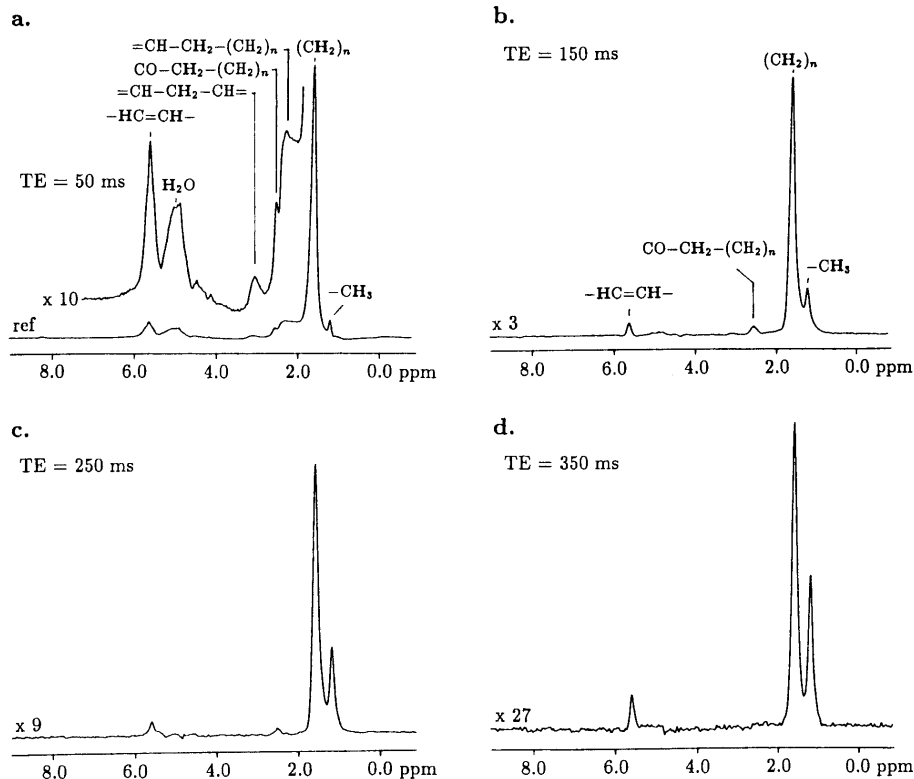 a.
=CH–CH₂–(CH₂)ₙ
(CH₂)ₙ
CO–CH₂–(CH₂)ₙ
=CH–CH₂–CH=
–HC=CH–
TE = 50 ms
H₂O
x 10
–CH₃
ref
8.0 6.0 4.0 2.0 0.0 ppm
b.
TE = 150 ms
(CH₂)ₙ
CO–CH₂–(CH₂)ₙ
–CH₃
–HC=CH–
x 3
8.0 6.0 4.0 2.0 0.0 ppm
c.
TE = 250 ms
x 9
8.0 6.0 4.0 2.0 0.0 ppm
d.
TE = 350 ms
x 27
8.0 6.0 4.0 2.0 0.0 ppm